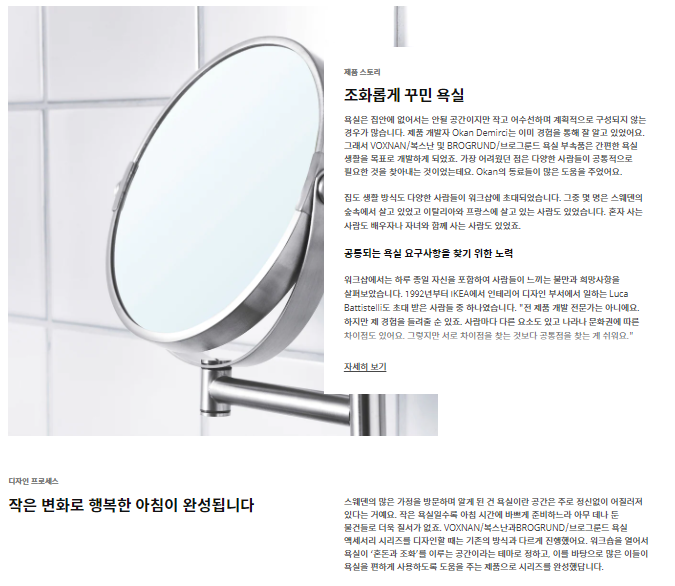 제품 스토리
조화롭게 꾸민 욕실
욕실은 집안에 없어서는 안될 공간이지만 작고 어수선하며 계획적으로 구성되지 않는
경우가 많습니다. 제품 개발자 Okan Demirci는 이미 경험을 통해 잘 알고 있었어요.
그래서 VOXNAN/복스난 및 BROGRUND/브로그룬드 욕실 부속품은 간편한 욕실
생활을 목표로 개발하게 되었죠. 가장 어려웠던 점은 다양한 사람들이 공통적으로
필요한 것을 찾아내는 것이었는데요. Okan의 동료들이 많은 도움을 주었어요.
집도 생활 방식도 다양한 사람들이 워크샵에 초대되었습니다. 그중 몇 명은 스웨덴의
숲속에서 살고 있었고 이탈리아와 프랑스에 살고 있는 사람도 있었습니다. 혼자 사는
사람도 배우자나 자녀와 함께 사는 사람도 있었죠.
공통되는 욕실 요구사항을 찾기 위한 노력
워크샵에서는 하루 종일 자신을 포함하여 사람들이 느끼는 불만과 희망사항을
살펴보았습니다. 1992년부터 IKEA에서 인테리어 디자인 부서에서 일하는 Luca
Battistelli도 초대 받은 사람들 중 하나였습니다. "전 제품 개발 전문가는 아니에요.
하지만 제 경험을 들려줄 순 있죠. 사람마다 다른 요소도 있고 나라나 문화권에 따른
차이점도 있어요. 그렇지만 서로 차이점을 찾는 것보다 공통점을 찾는 게 쉬워요."
자세히 보기
디자인 프로세스
작은 변화로 행복한 아침이 완성됩니다
스웨덴의 많은 가정을 방문하며 알게 된 건 욕실이란 공간은 주로 정신없이 어질러져
있다는 거예요. 작은 욕실일수록 아침 시간에 바쁘게 준비하느라 아무 데나 둔
물건들로 더욱 질서가 없죠. VOXNAN/복스난과BROGRUND/브로그룬드 욕실
액세서리 시리즈를 디자인할 때는 기존의 방식과 다르게 진행했어요. 워크숍을 열어서
욕실이 '혼돈과 조화'를 이루는 공간이라는 테마로 정하고, 이를 바탕으로 많은 이들이
욕실을 편하게 사용하도록 도움을 주는 제품으로 시리즈를 완성했답니다.